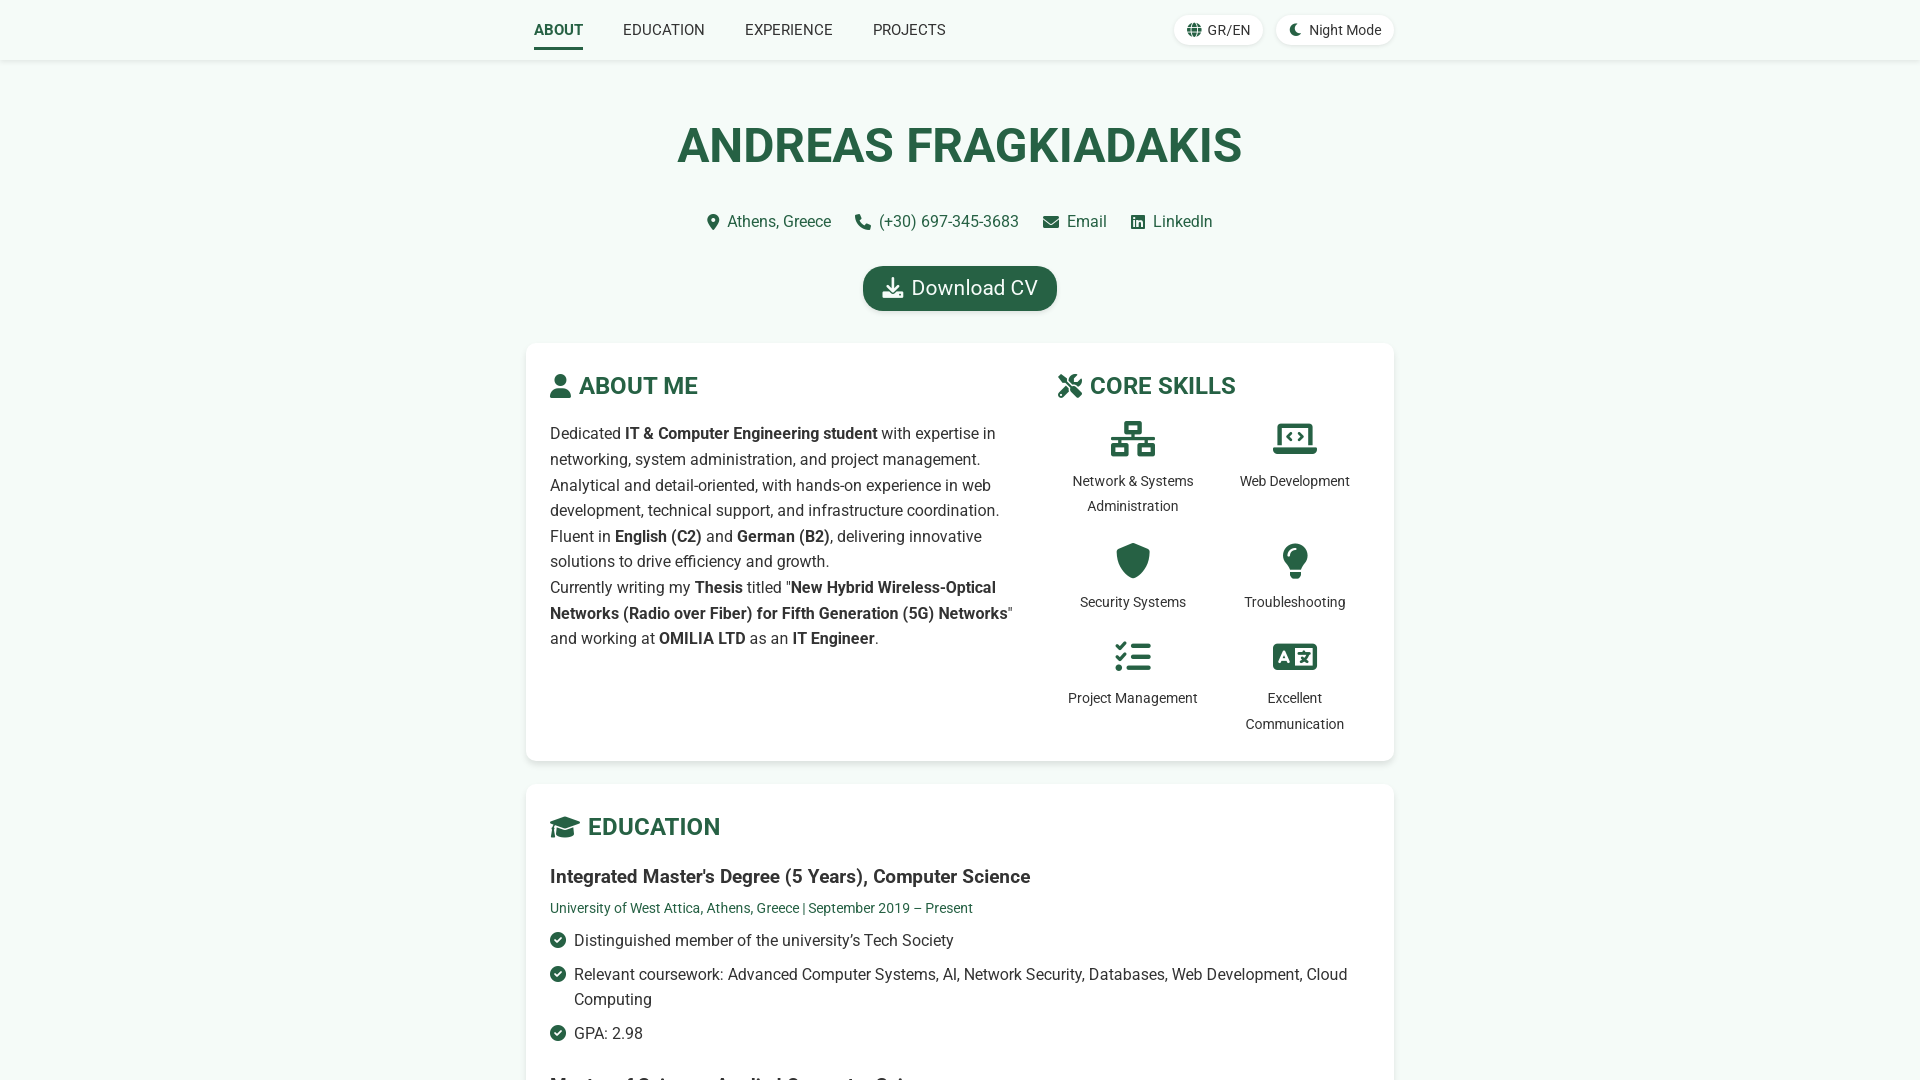 ABOUT EDUCATION EXPERIENCE PROJECTS GR/EN Night Mode
ANDREAS FRAGKIADAKIS
Athens, Greece (+30) 697-345-3683 Email LinkedIn
Download CV
ABOUT ME
Dedicated IT & Computer Engineering student with expertise in
networking, system administration, and project management.
Analytical and detail-oriented, with hands-on experience in web
development, technical support, and infrastructure coordination.
Fluent in English (C2) and German (B2), delivering innovative
solutions to drive efficiency and growth.
Currently writing my Thesis titled "New Hybrid Wireless-Optical
Networks (Radio over Fiber) for Fifth Generation (5G) Networks"
and working at OMILIA LTD as an IT Engineer.
CORE SKILLS
Network & Systems
Administration
Web Development
Security Systems
Troubleshooting
Project Management
Excellent
Communication
EDUCATION
Integrated Master's Degree (5 Years), Computer Science
University of West Attica, Athens, Greece | September 2019 – Present
Distinguished member of the university’s Tech Society
Relevant coursework: Advanced Computer Systems, AI, Network Security, Databases, Web Development, Cloud
Computing
GPA: 2.98